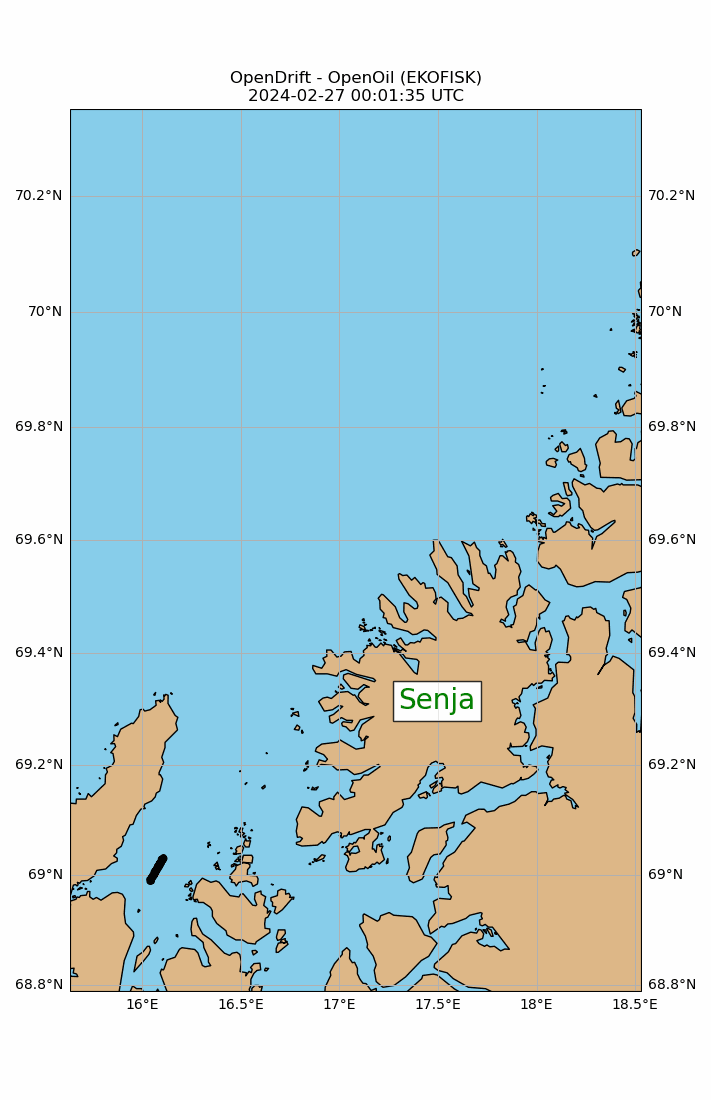 OpenDrift - OpenOil (EKOFISK)
2024-02-27 00:01:35 UTC
70.2°N 70.2°N
70°N 70°N
69.8°N 69.8°N
69.6°N 69.6°N
69.4°N 69.4°N
Senja
69.2°N 69.2°N
69°N 69°N
68.8°N 68.8°N
16°E 16.5°E 17°E 17.5°E 18°E 18.5°E